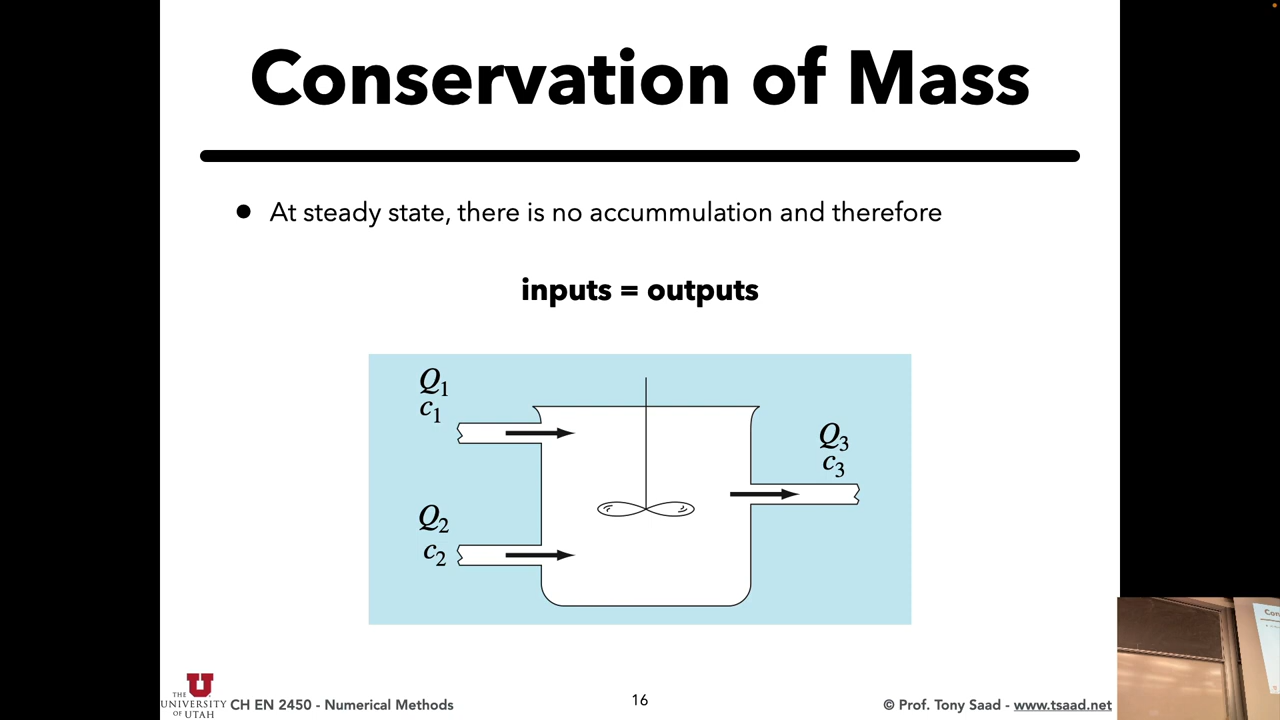 Conservation of Mass
● At steady state, there is no accummulation and therefore
inputs = outputs
Q1
c1
Q2
c2
Q3
c3
THE
U
UNIVERSITY
OF UTAH
CH EN 2450 - Numerical Methods
16
© Prof. Tony Saad - www.tsaad.net
Con